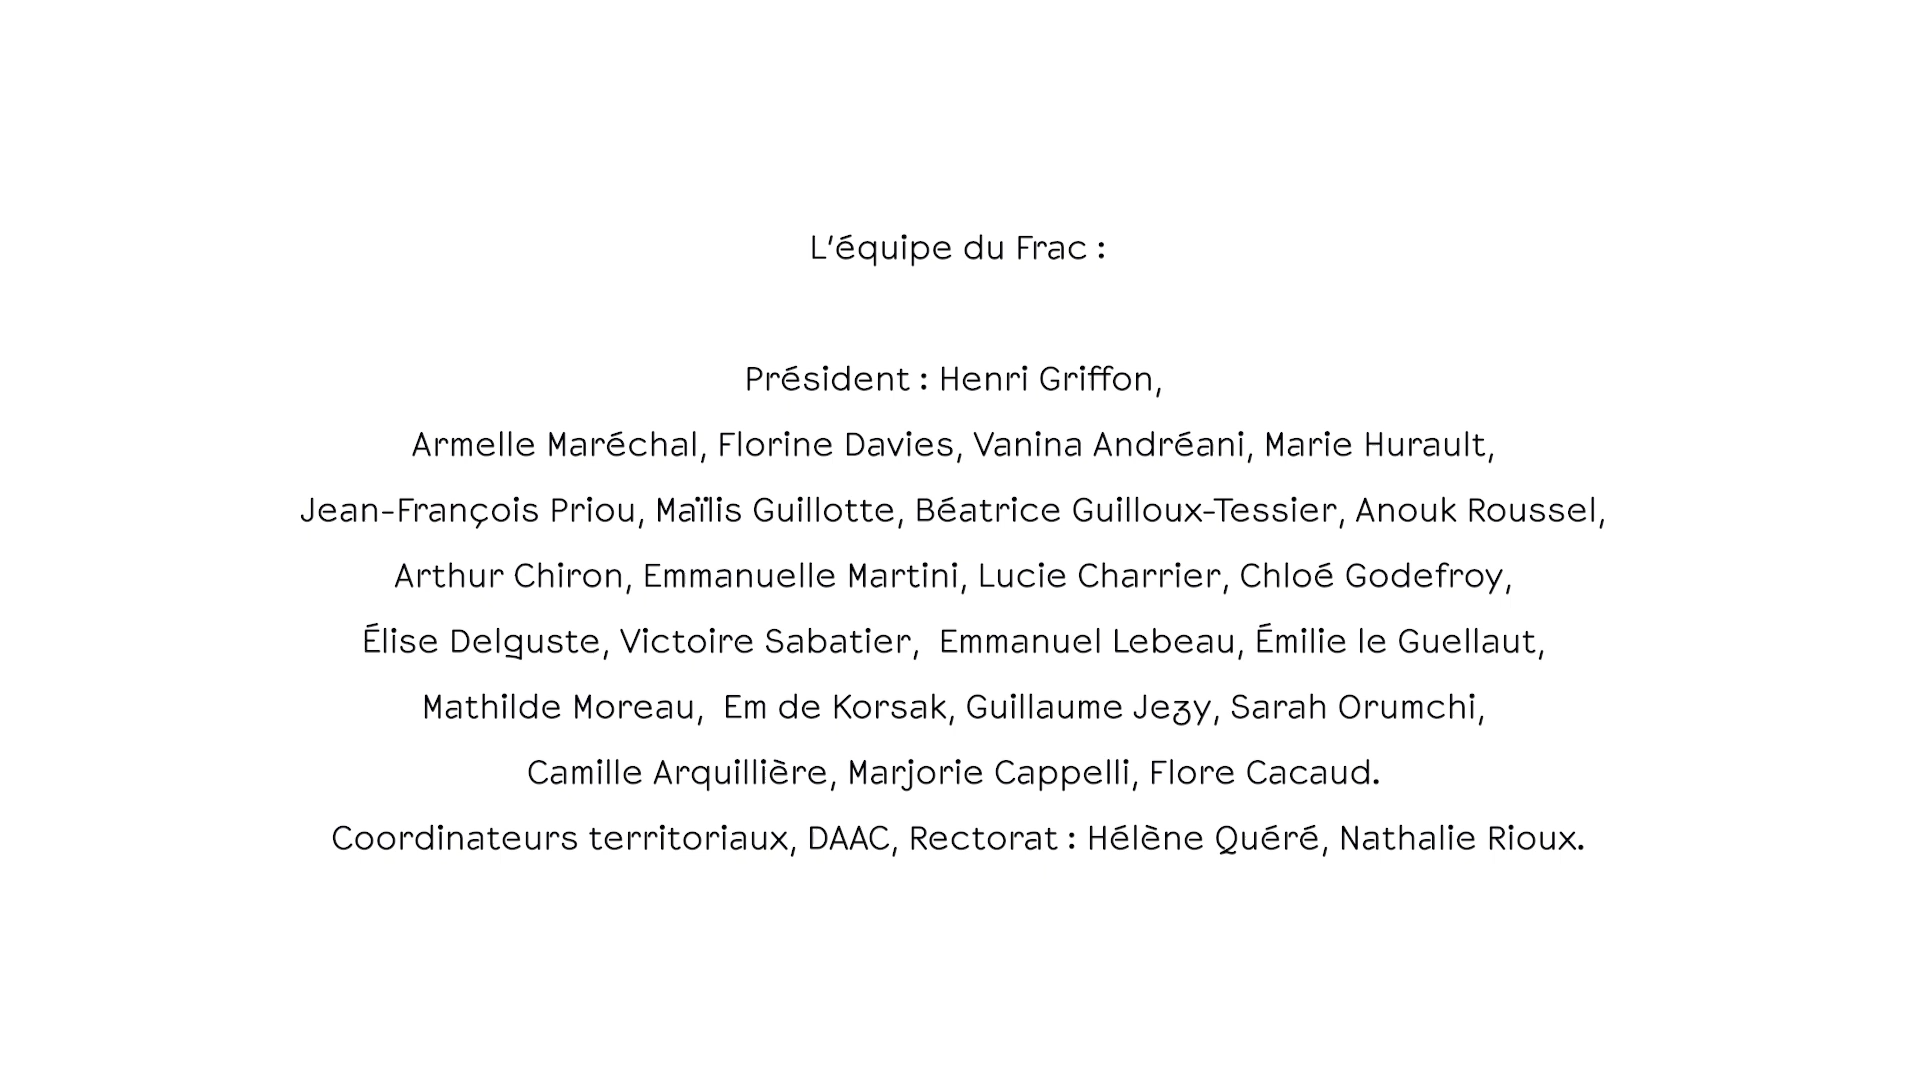 L'équipe du Frac :
Président : Henri Griffon,
Armelle Maréchal, Florine Davies, Vanina Andréani, Marie Hurault,
Jean-François Priou, Maïlis Guillotte, Béatrice Guilloux-Tessier, Anouk Roussel,
Arthur Chiron, Emmanuelle Martini, Lucie Charrier, Chloé Godefroy,
Élise Delguste, Victoire Sabatier,  Emmanuel Lebeau, Émilie le Guellaut,
Mathilde Moreau,  Em de Korsak, Guillaume Jezy, Sarah Orumchi,
Camille Arquillière, Marjorie Cappelli, Flore Cacaud.
Coordinateurs territoriaux, DAAC, Rectorat : Hélène Quéré, Nathalie Rioux.